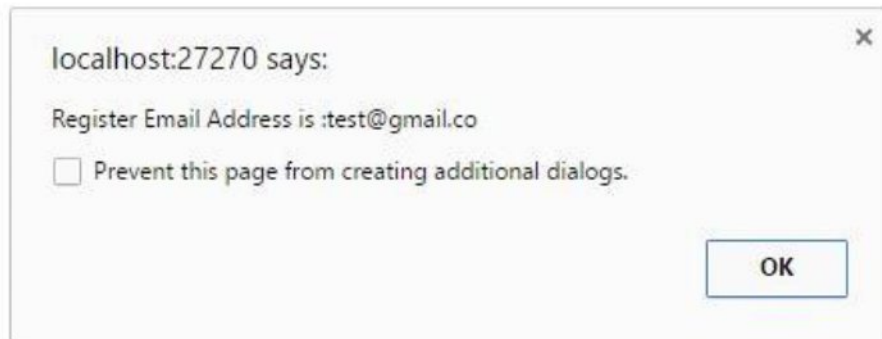 localhost:27270 says:
Register Email Address is :test@gmail.co
Prevent this page from creating additional dialogs.
OK